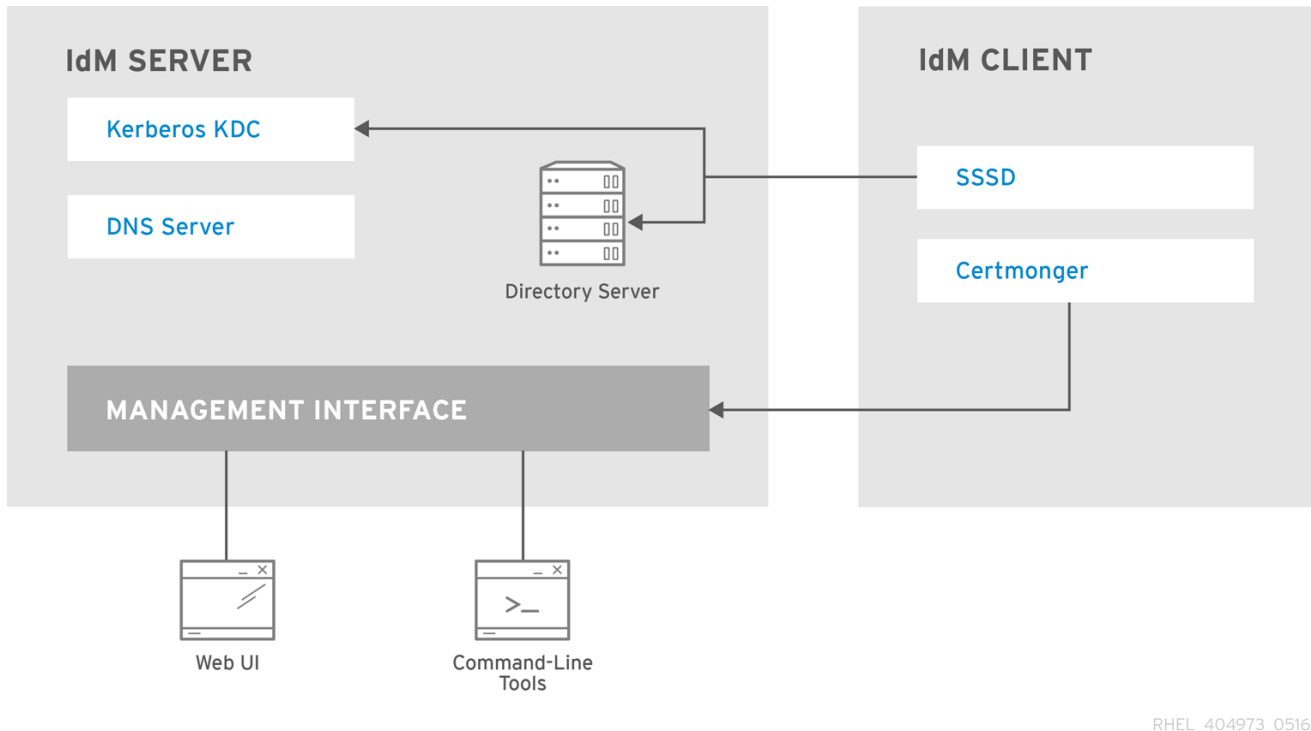 IdM SERVER
Kerberos KDC
DNS Server
Directory Server
MANAGEMENT INTERFACE
Web UI
Command-Line
Tools
IdM CLIENT
SSSD
Certmonger
RHEL 404973 0516